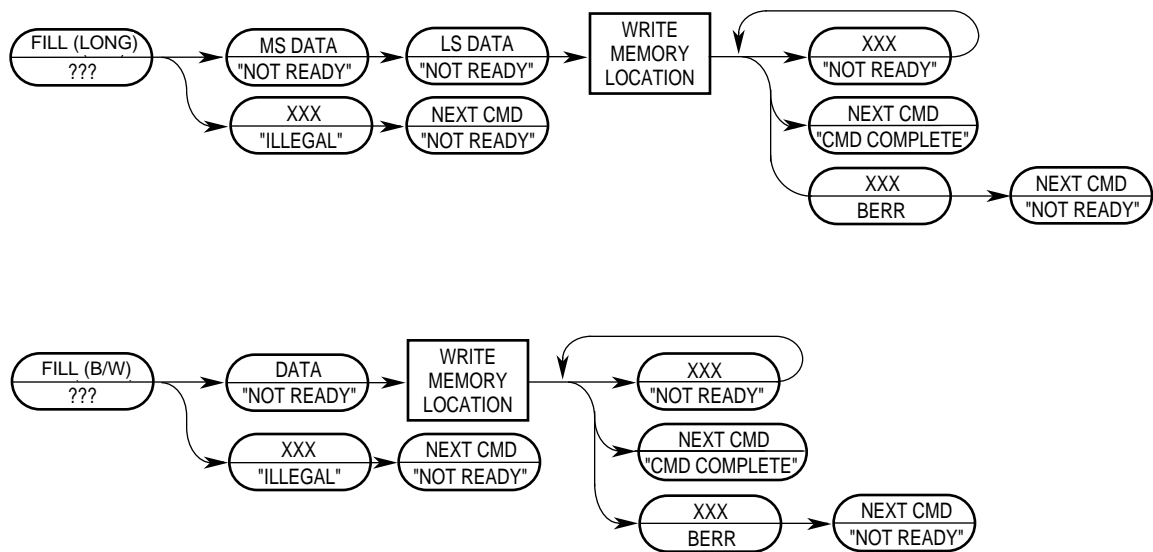 FILL (LONG)
???
MS DATA
"NOT READY"
LS DATA
"NOT READY"
WRITE
MEMORY
LOCATION
XXX
"NOT READY"
XXX
"ILLEGAL"
NEXT CMD
"NOT READY"
NEXT CMD
"CMD COMPLETE"
XXX
BERR
NEXT CMD
"NOT READY"
FILL (B/W)
???
DATA
"NOT READY"
WRITE
MEMORY
LOCATION
XXX
"NOT READY"
XXX
"ILLEGAL"
NEXT CMD
"NOT READY"
NEXT CMD
"CMD COMPLETE"
XXX
BERR
NEXT CMD
"NOT READY"